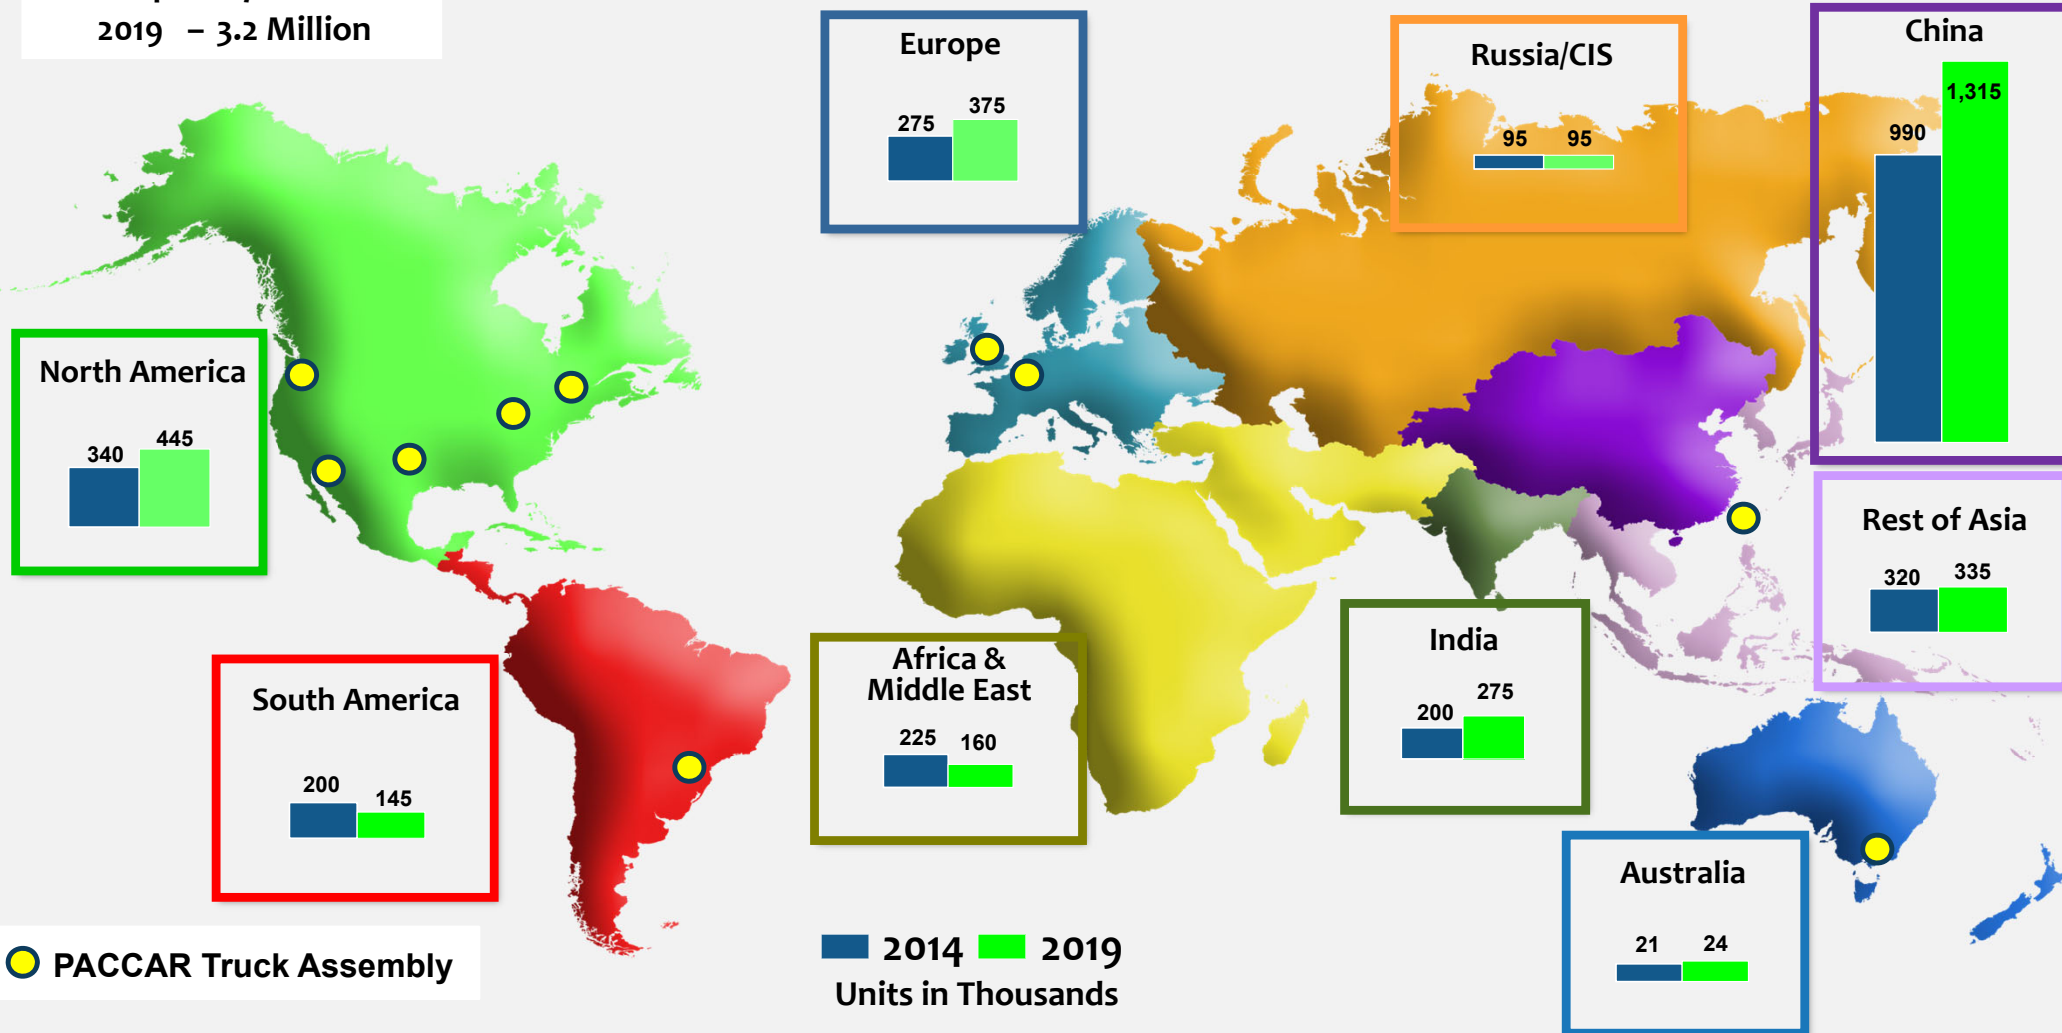 2019 – 3.2 Million
Europe
275
375
Russia/CIS
95
95
China
990
1,315
North America
340
445
Rest of Asia
320
335
South America
200
145
Africa &
Middle East
225
160
India
200
275
Australia
21
24
PACCAR Truck Assembly
2014
2019
Units in Thousands